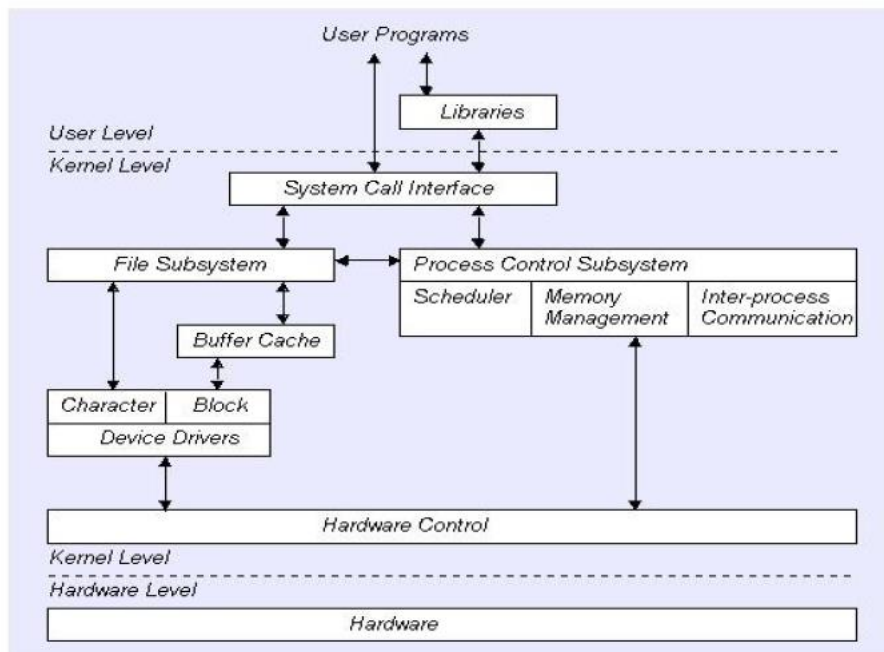 User Programs
Libraries
User Level
Kernel Level
System Call Interface
File Subsystem
Process Control Subsystem
Scheduler
Memory
Management
Inter-process
Communication
Buffer Cache
Character
Block
Device Drivers
Hardware Control
Kernel Level
Hardware Level
Hardware